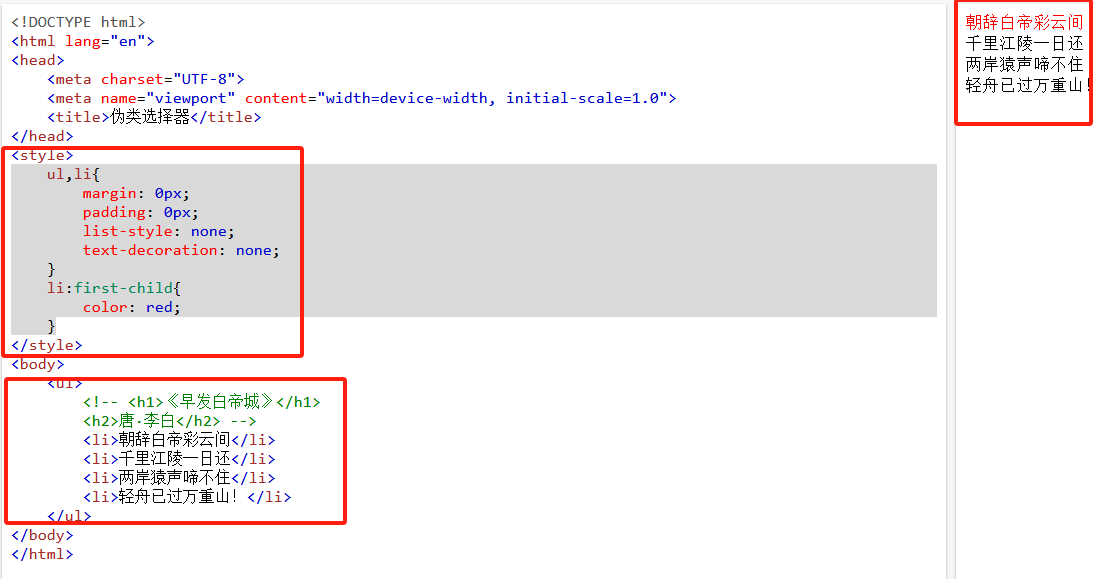 <!DOCTYPE html>
<html lang="en">
<head>
    <meta charset="UTF-8">
    <meta name="viewport" content="width=device-width, initial-scale=1.0">
    <title>伪类选择器</title>
</head>
<style>
    ul,li{
        margin: 0px;
        padding: 0px;
        list-style: none;
        text-decoration: none;
    }
    li:first-child{
        color: red;
    }
</style>
<body>
    <ul>
        <!-- <h1>《早发白帝城》</h1>
        <h2>唐·李白</h2> -->
        <li>朝辞白帝彩云间</li>
        <li>千里江陵一日还</li>
        <li>两岸猿声啼不住</li>
        <li>轻舟已过万重山！</li>
    </ul>
</body>
</html>
朝辞白帝彩云间
千里江陵一日还
两岸猿声啼不住
轻舟已过万重山！